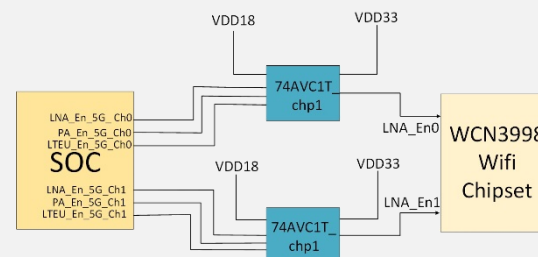 VDD18
VDD33
74AVC1T_
chp1
LNA_En_5G_Ch0
PA_En_5G_Ch0
LTEU_En_5G_Ch0
SOC
LNA_En0
WCN3998
Wifi
Chipset
LNA_En_5G_Ch1
PA_En_5G_Ch1
LTEU_En_5G_Ch1
VDD18
VDD33
LNA_En1
74AVC1T_
chp1